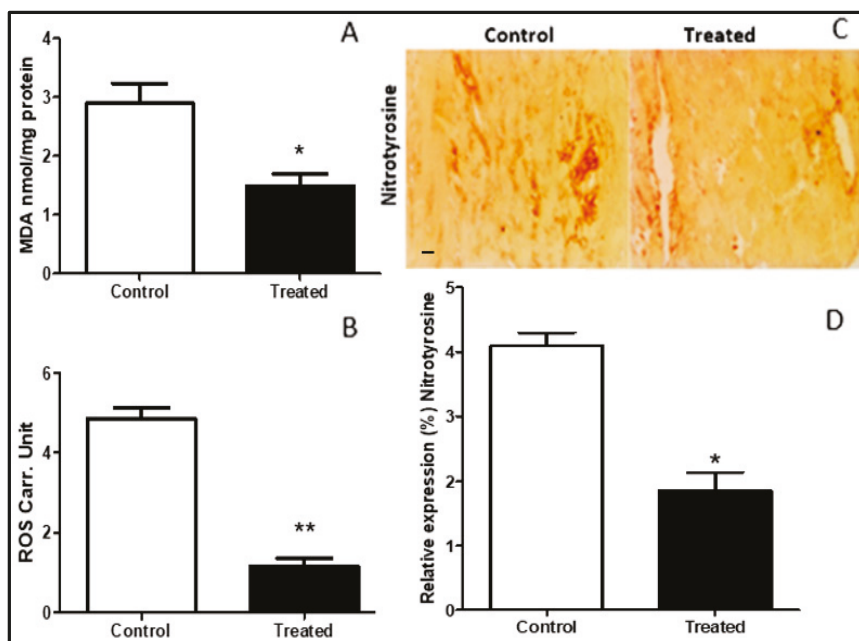 A
MDA nmol/mg protein
4
3
2
1
0
*
Control Treated
C
Control Treated
Nitrotyrosine
B
ROS Carr. Unit
6
4
2
0
**
Control Treated
D
Relative expression (%) Nitrotyrosine
5
4
3
2
1
0
*
Control Treated